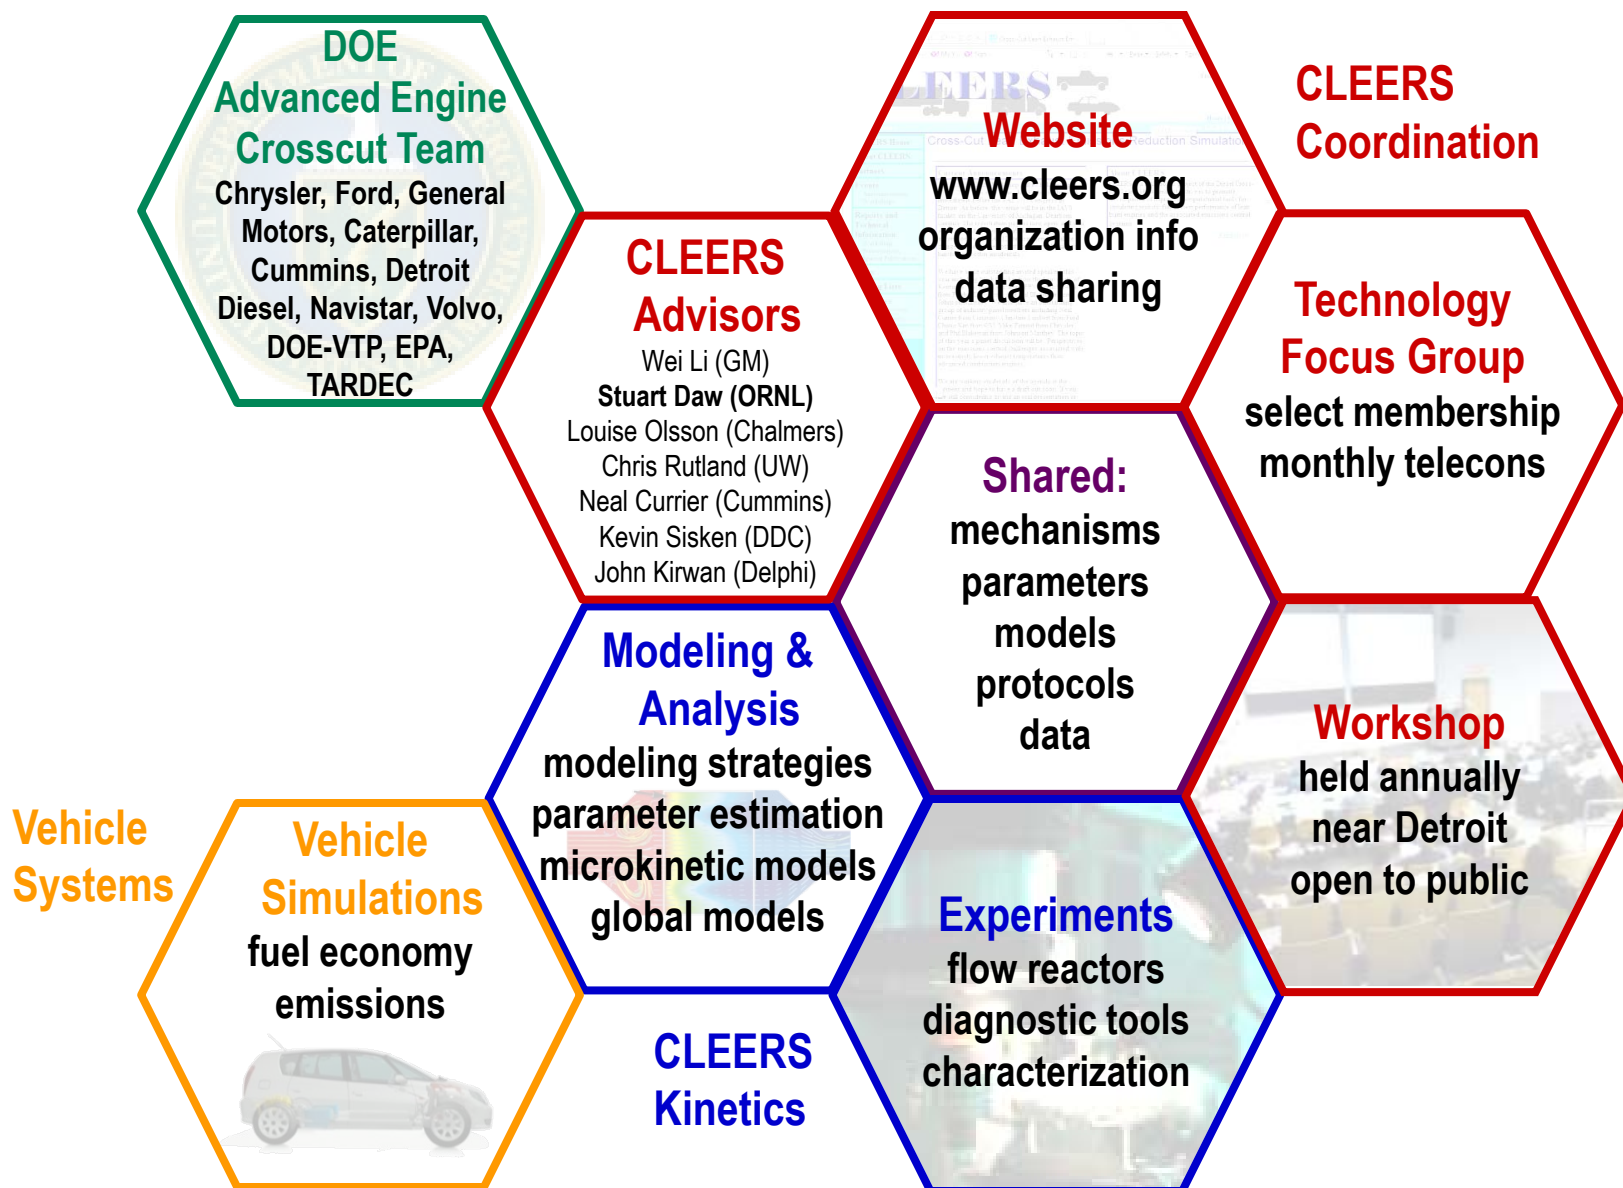 DOE
Advanced Engine
Crosscut Team
Chrysler, Ford, General
Motors, Caterpillar,
Cummins, Detroit
Diesel, Navistar, Volvo,
DOE-VTP, EPA,
TARDEC
CLEERS
Advisors
Wei Li (GM)
Stuart Daw (ORNL)
Louise Olsson (Chalmers)
Chris Rutland (UW)
Neal Currier (Cummins)
Kevin Sisken (DDC)
John Kirwan (Delphi)
LEERS
Website
www.cleers.org
organization info
data sharing
CLEERS
Coordination
Technology
Focus Group
select membership
monthly telecons
Shared:
mechanisms
parameters
models
protocols
data
Workshop
held annually
near Detroit
open to public
Modeling &
Analysis
modeling strategies
parameter estimation
microkinetic models
global models
Vehicle
Systems
Vehicle
Simulations
fuel economy
emissions
Experiments
flow reactors
diagnostic tools
characterization
CLEERS
Kinetics